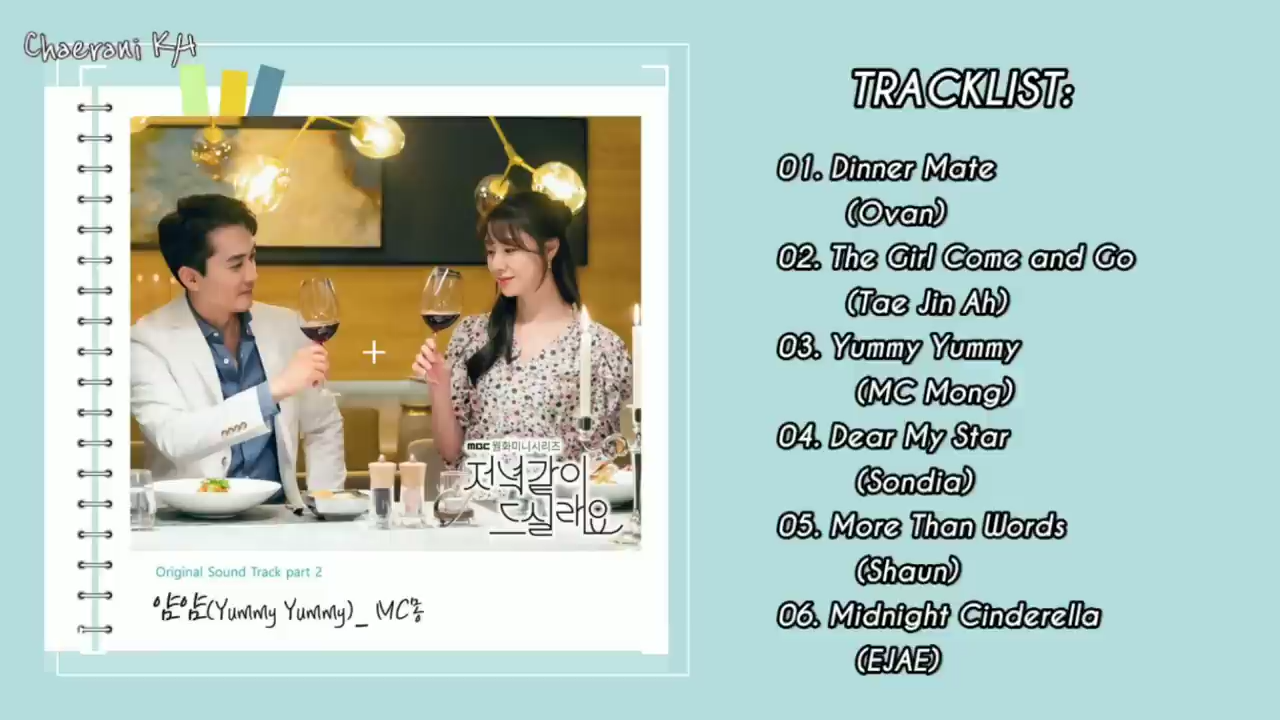 Chaerani KH
MBC 월화미니시리즈
저녁같이
드실래요
Original Sound Track part 2
얌얌(Yummy Yummy)_ MC몽
TRACKLIST:
01. Dinner Mate
(Ovan)
02. The Girl Come and Go
(Tae Jin Ah)
03. Yummy Yummy
(MC Mong)
04. Dear My Star
(Sondia)
05. More Than Words
(Shaun)
06. Midnight Cinderella
(EJAE)